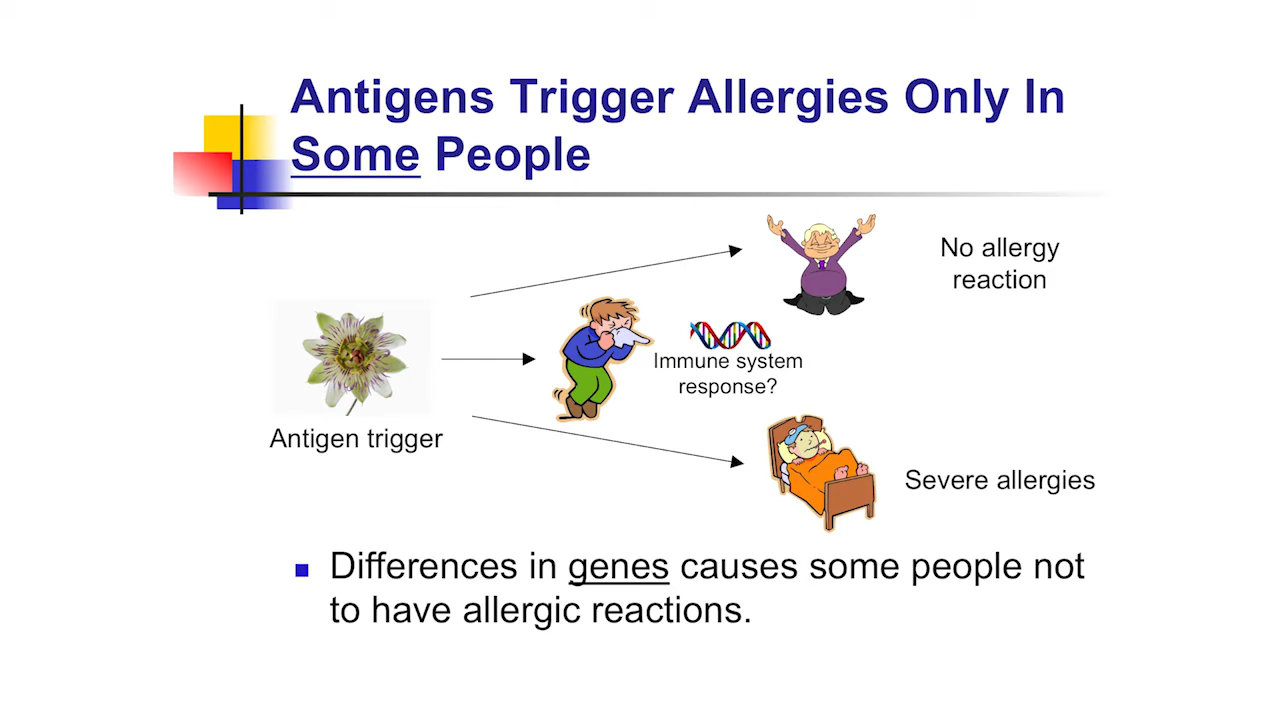 Antigens Trigger Allergies Only In
Some People
No allergy
reaction
Immune system
response?
Antigen trigger
Severe allergies
Differences in genes causes some people not
to have allergic reactions.